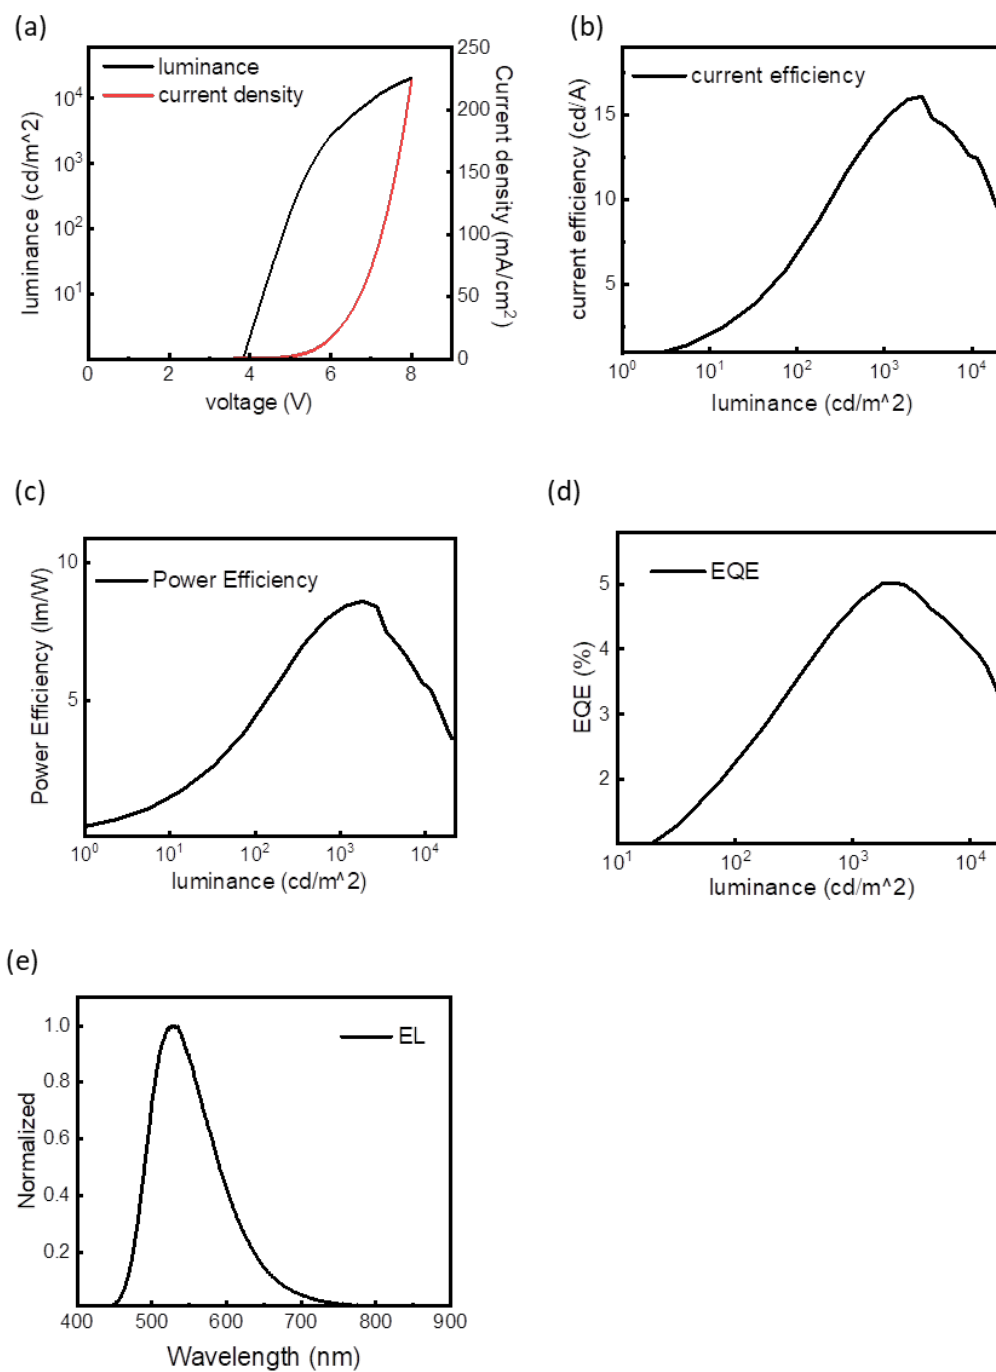 (a)
luminance
current density
luminance (cd/m^2)
10⁴
10³
10²
10¹
250
200
150
100
50
0
Current density (mA/cm²)
0 2 4 6 8
voltage (V)
(b)
current efficiency
current efficiency (cd/A)
15
10
5
10⁰ 10¹ 10² 10³ 10⁴
luminance (cd/m^2)
(c)
Power Efficiency
Power Efficiency (lm/W)
10
5
10⁰ 10¹ 10² 10³ 10⁴
luminance (cd/m^2)
(d)
EQE
EQE (%)
5
4
3
2
10¹ 10² 10³ 10⁴
luminance (cd/m^2)
(e)
EL
Normalized
1.0
0.8
0.6
0.4
0.2
400 500 600 700 800 900
Wavelength (nm)